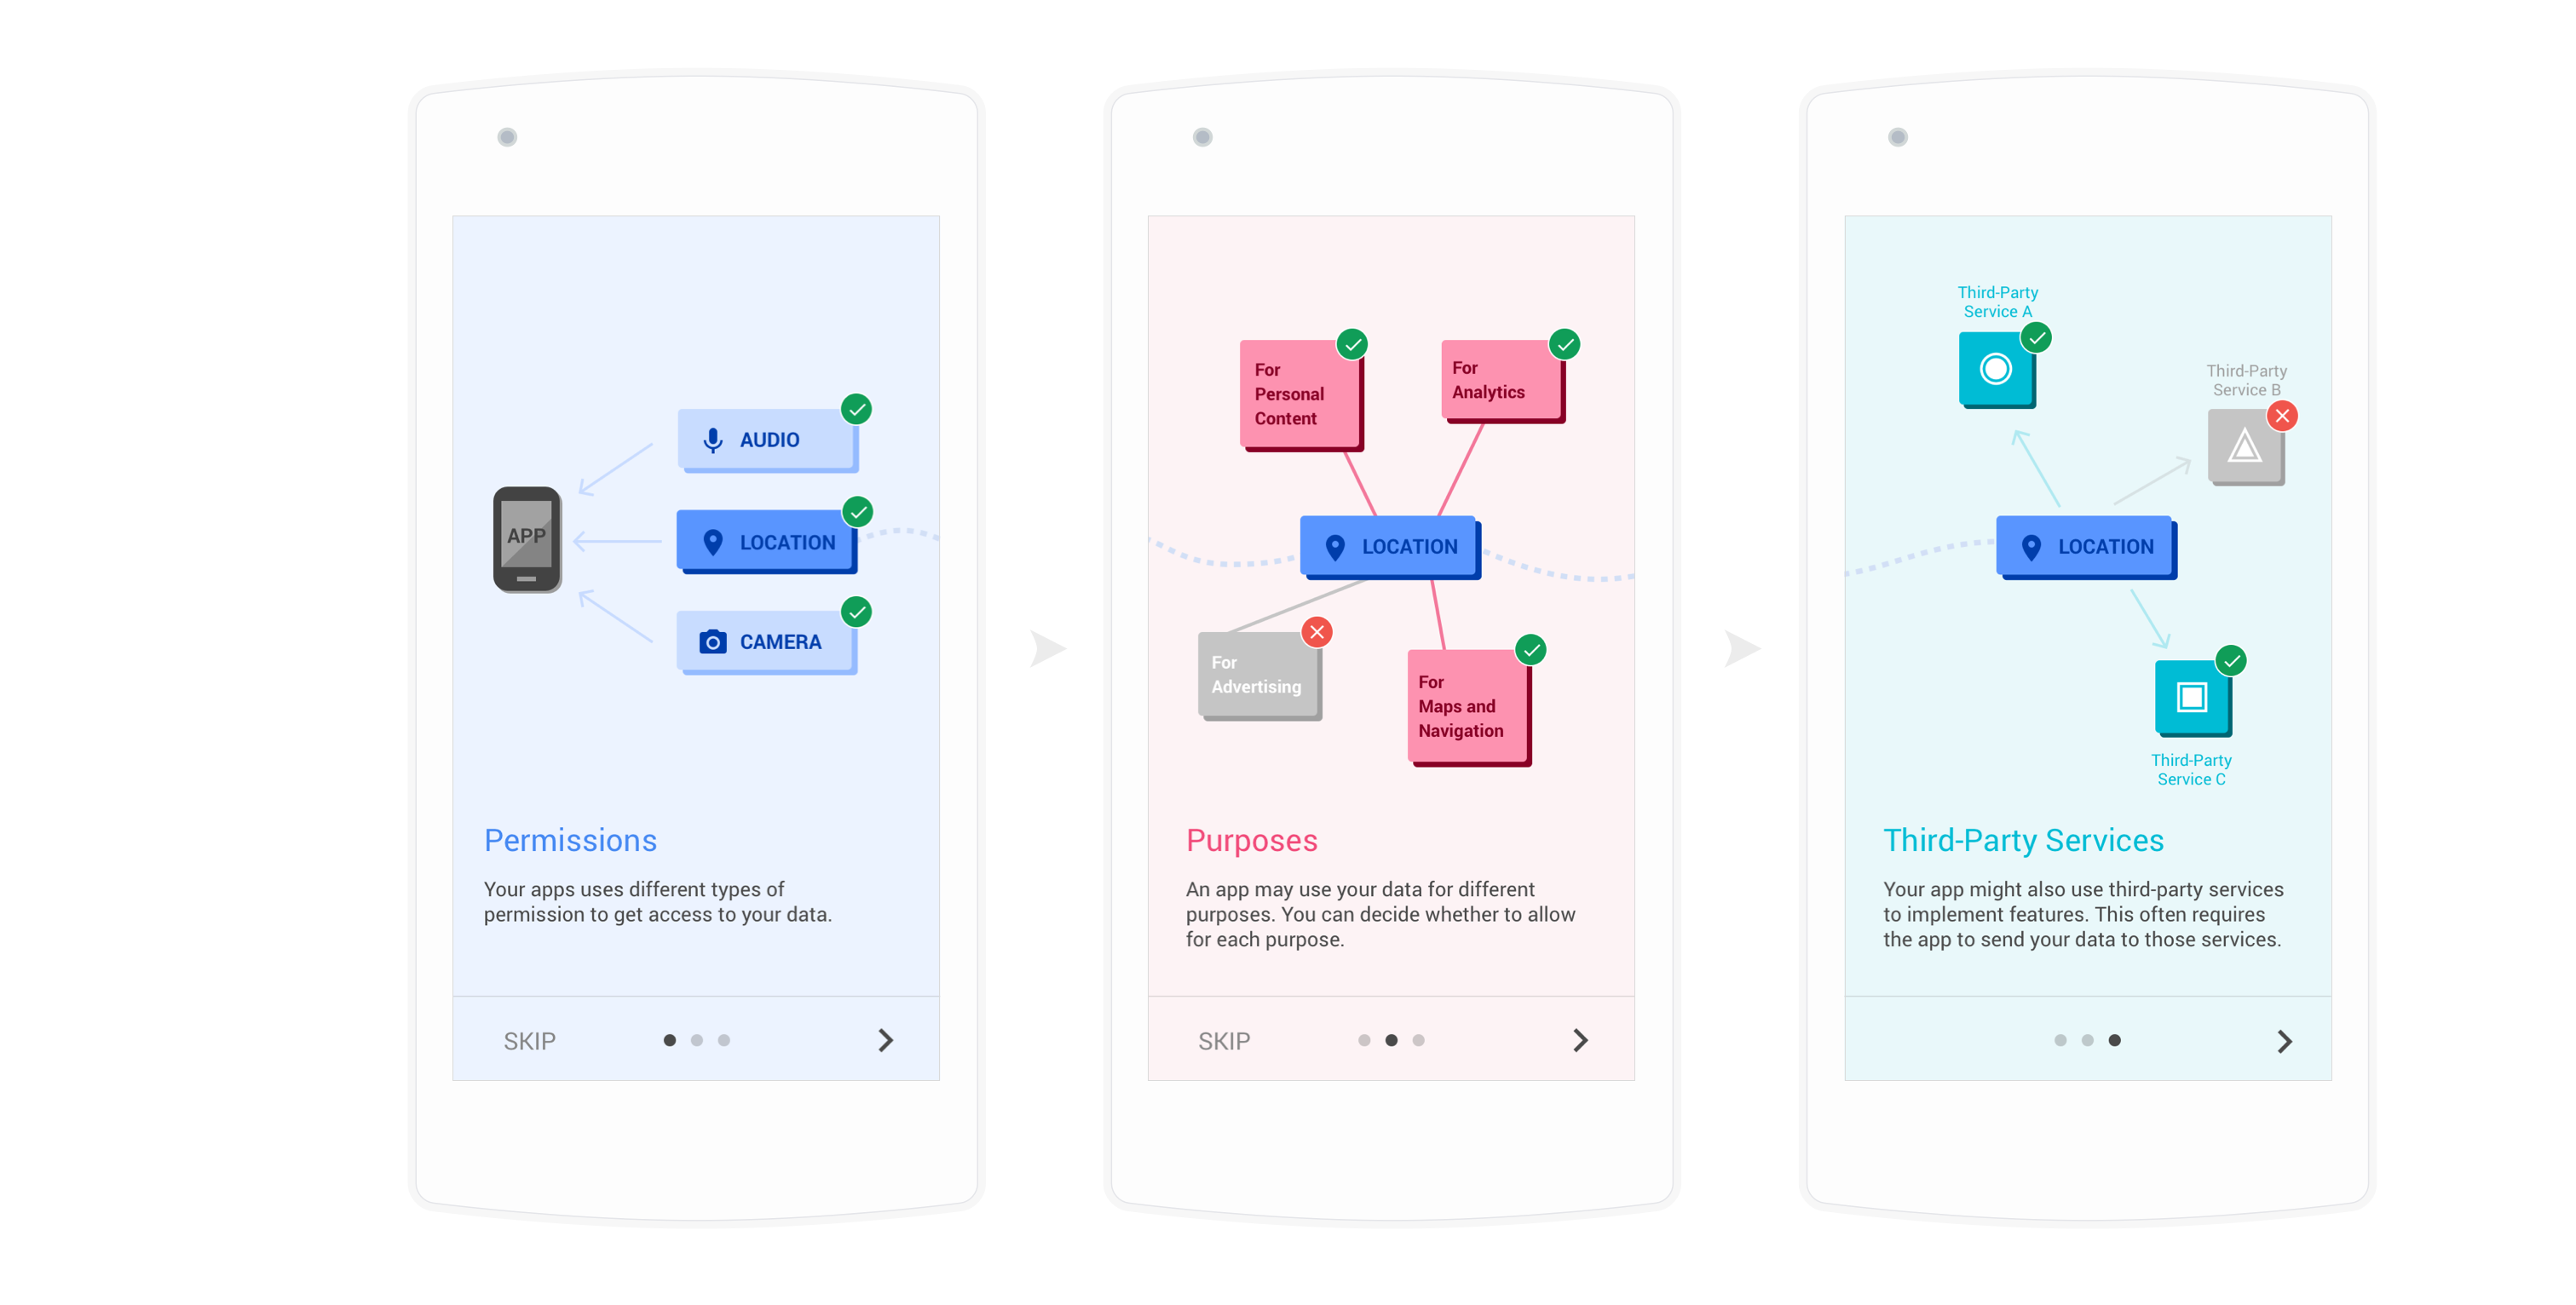 APP
AUDIO
LOCATION
CAMERA
Permissions
Your apps uses different types of
permission to get access to your data.
SKIP
For
Personal
Content
For
Analytics
LOCATION
For
Advertising
For
Maps and
Navigation
Purposes
An app may use your data for different
purposes. You can decide whether to allow
for each purpose.
SKIP
Third-Party
Service A
Third-Party
Service B
LOCATION
Third-Party
Service C
Third-Party Services
Your app might also use third-party services
to implement features. This often requires
the app to send your data to those services.